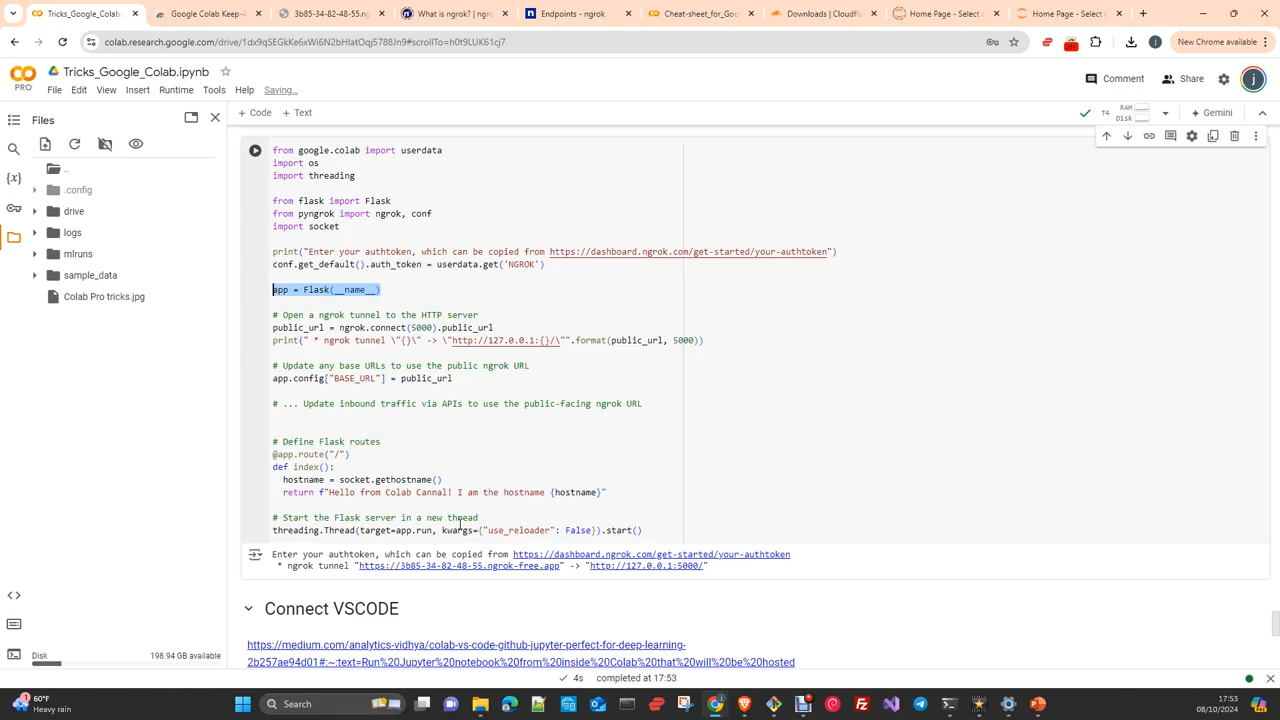 Tricks_Google_Colab.
Google Colab Keep-A
3b85-34-82-48-55.ng
What is ngrok? | ngro
Endpoints - ngrok
Cheat-sheet_for_Goo
Downloads | Cloudfla
Home Page - Select o
Home Page - Select o
colab.research.google.com/drive/1dx9qSEgKke6xWi6N2bHlatOqj5788Jn9#scrollTo=h0t9LUK61cj7
OFF
New Chrome available
CO
PRO
Tricks_Google_Colab.ipynb
File Edit View Insert Runtime Tools Help Saving...
Comment
Share
j
Files
+ Code + Text
T4
RAM
Disk
Gemini
..
.config
drive
logs
mlruns
sample_data
Colab Pro tricks.jpg
from google.colab import userdata
import os
import threading
from flask import Flask
from pyngrok import ngrok, conf
import socket
print("Enter your authtoken, which can be copied from https://dashboard.ngrok.com/get-started/your-authtoken")
conf.get_default().auth_token = userdata.get('NGROK')
app = Flask(__name__)
# Open a ngrok tunnel to the HTTP server
public_url = ngrok.connect(5000).public_url
print(" * ngrok tunnel \"{}\" -> \"http://127.0.0.1:{}/\"".format(public_url, 5000))
# Update any base URLs to use the public ngrok URL
app.config["BASE_URL"] = public_url
# ... Update inbound traffic via APIs to use the public-facing ngrok URL
# Define Flask routes
@app.route("/")
def index():
hostname = socket.gethostname()
return f"Hello from Colab Cannal! I am the hostname {hostname}"
# Start the Flask server in a new thread
threading.Thread(target=app.run, kwargs={"use_reloader": False}).start()
Enter your authtoken, which can be copied from https://dashboard.ngrok.com/get-started/your-authtoken
* ngrok tunnel "https://3b85-34-82-48-55.ngrok-free.app" -> "http://127.0.0.1:5000/"
Connect VSCODE
https://medium.com/analytics-vidhya/colab-vs-code-github-jupyter-perfect-for-deep-learning-
2b257ae94d01#:~:text=Run%20Jupyter%20notebook%20from%20inside%20Colab%20that%20will%20be%20hosted
Disk
198.94 GB available
4s completed at 17:53
60°F
Heavy rain
Search
17:53
08/10/2024